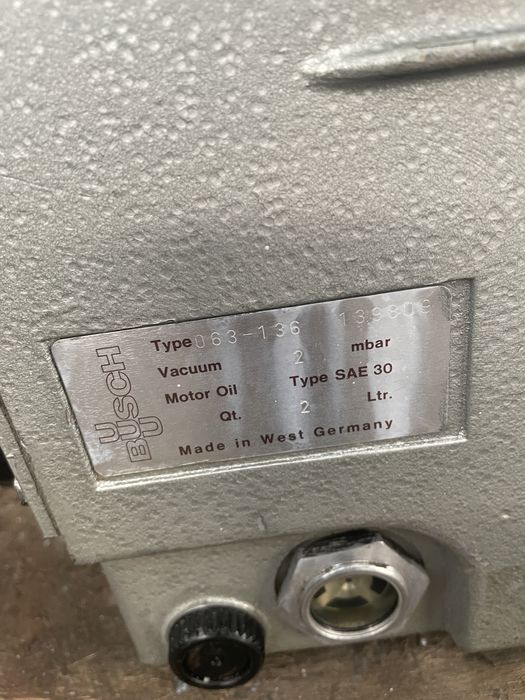 BUSCH
Type 063-136 139809
Vacuum 2 mbar
Motor Oil Type SAE 30
Qt. 2 Ltr.
Made in West Germany